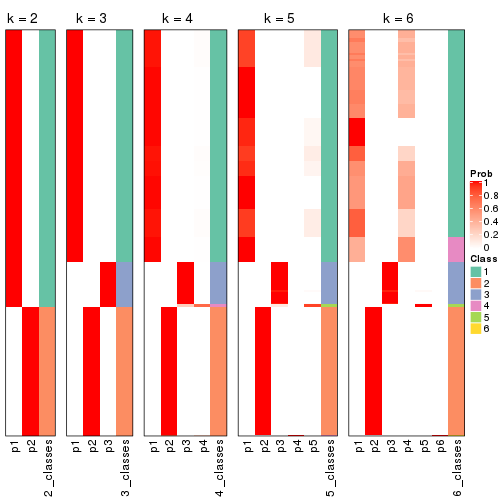 k = 2
k = 3
k = 4
k = 5
k = 6
Prob
1
0.8
0.6
0.4
0.2
0
Class
1
2
3
4
5
6
p1
p2
2_classes
p1
p2
p3
3_classes
p1
p2
p3
p4
4_classes
p1
p2
p3
p4
p5
5_classes
p1
p2
p3
p4
p5
p6
6_classes